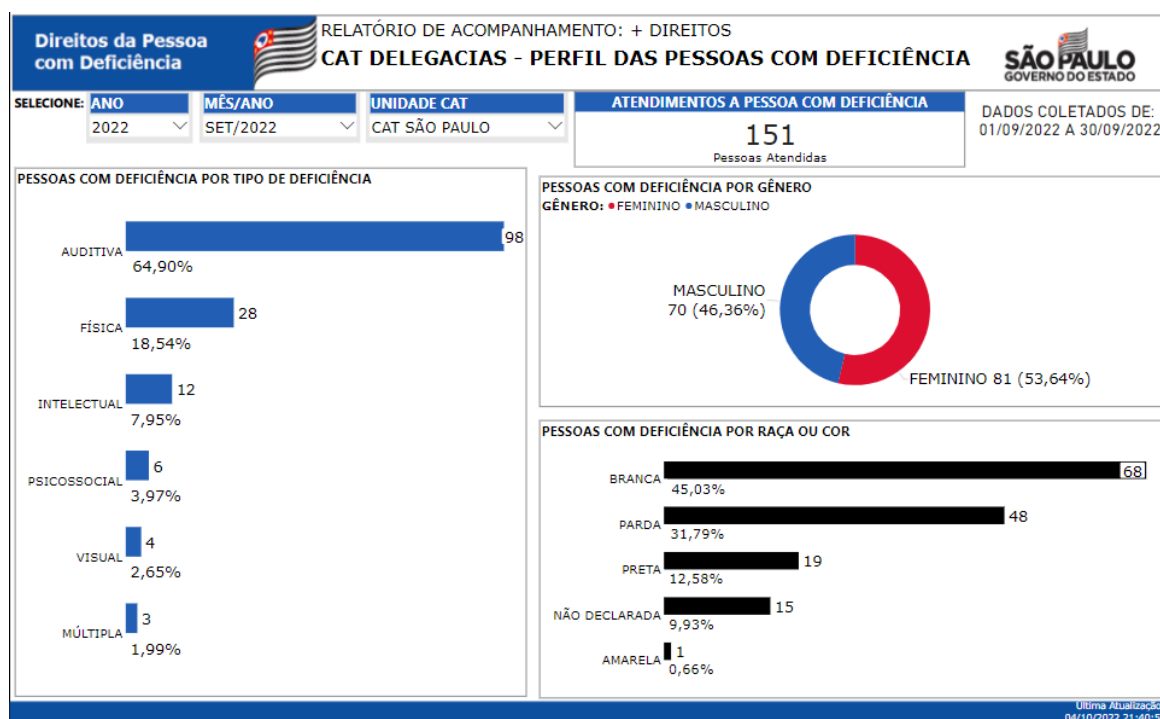 Direitos da Pessoa
com Deficiência
RELATÓRIO DE ACOMPANHAMENTO: + DIREITOS
CAT DELEGACIAS - PERFIL DAS PESSOAS COM DEFICIÊNCIA
SÃO PAULO
GOVERNO DO ESTADO
SELECIONE:
ANO
2022
MÊS/ANO
SET/2022
UNIDADE CAT
CAT SÃO PAULO
ATENDIMENTOS A PESSOA COM DEFICIÊNCIA
151
Pessoas Atendidas
DADOS COLETADOS DE:
01/09/2022 A 30/09/2022
PESSOAS COM DEFICIÊNCIA POR TIPO DE DEFICIÊNCIA
AUDITIVA
98
64,90%
FÍSICA
28
18,54%
INTELECTUAL
12
7,95%
PSICOSSOCIAL
6
3,97%
VISUAL
4
2,65%
MÚLTIPLA
3
1,99%
PESSOAS COM DEFICIÊNCIA POR GÊNERO
GÊNERO: FEMININO MASCULINO
MASCULINO
70 (46,36%)
FEMININO 81 (53,64%)
PESSOAS COM DEFICIÊNCIA POR RAÇA OU COR
BRANCA
68
45,03%
PARDA
48
31,79%
PRETA
19
12,58%
NÃO DECLARADA
15
9,93%
AMARELA
1
0,66%
Última Atualização
04/10/2022